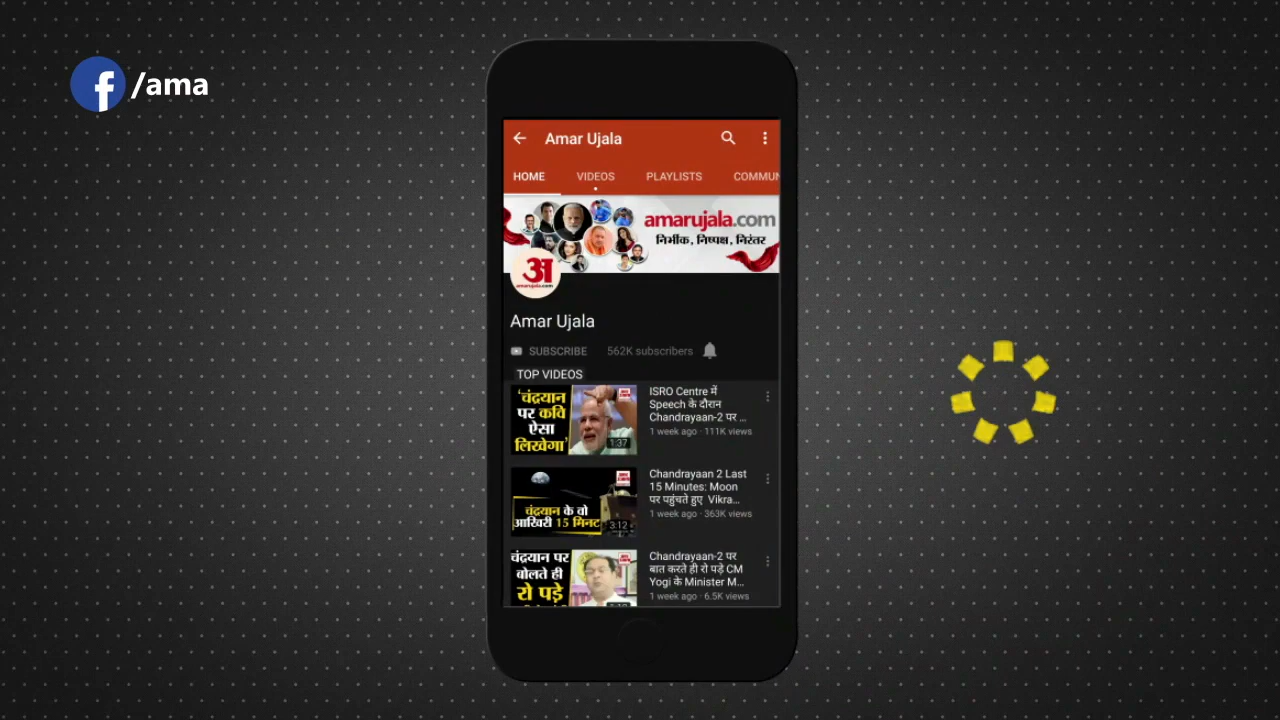 /ama
Amar Ujala
HOME VIDEOS PLAYLISTS COMMUN
amarujala.com
निर्भीक, निष्पक्ष, निरंतर
अ
amarujala.com
Amar Ujala
SUBSCRIBE 562K subscribers
TOP VIDEOS
'चंद्रयान
पर कवि
ऐसा
लिखेगा'
1:37
ISRO Centre में
Speech के दौरान
Chandrayaan-2 पर ...
1 week ago · 111K views
चंद्रयान के वो
आखिरी 15 मिनट
3:12
Chandrayaan 2 Last
15 Minutes: Moon
पर पहुंचते हुए Vikra...
1 week ago · 363K views
चंद्रयान पर
बोलते ही
रो पड़े
Chandrayaan-2 पर
बात करते ही रो पड़े CM
Yogi के Minister M...
1 week ago · 6.5K views